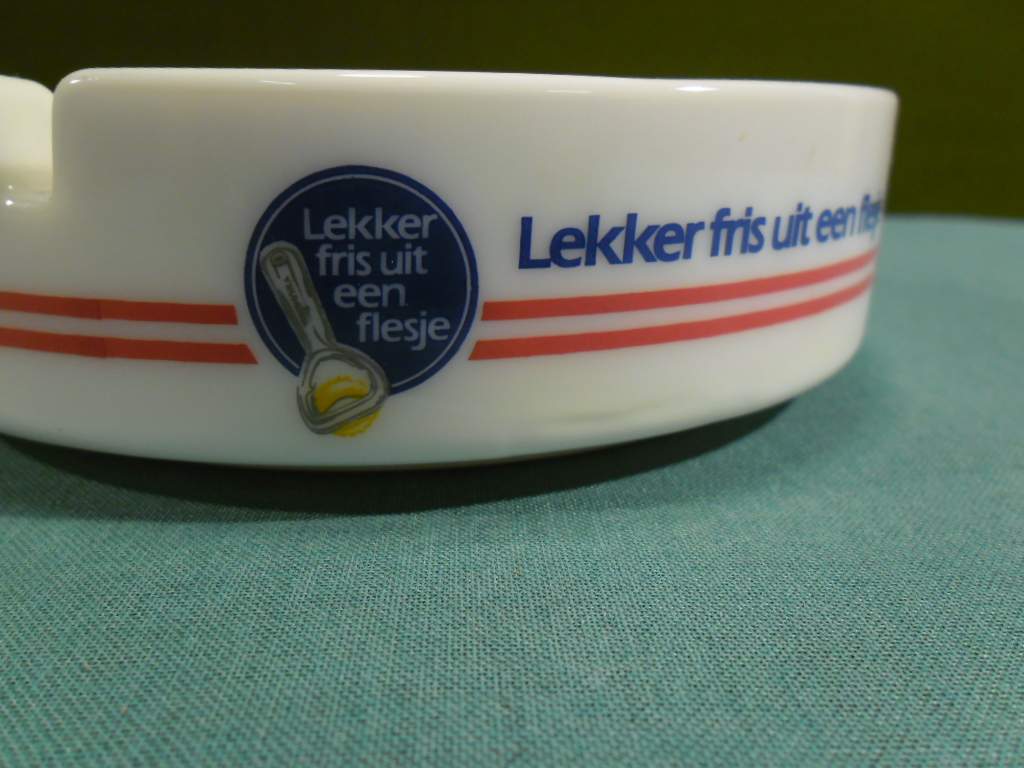 Lekker
fris uit
een
flesje
Lekker fris uit een